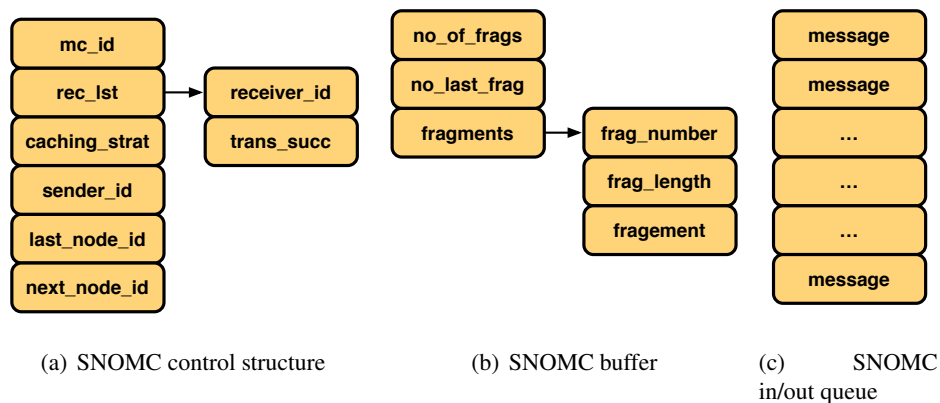 mc_id
rec_lst
caching_strat
sender_id
last_node_id
next_node_id
receiver_id
trans_succ
(a) SNOMC control structure
no_of_frags
no_last_frag
fragments
frag_number
frag_length
fragement
(b) SNOMC buffer
message
message
...
...
...
message
(c) SNOMC
in/out queue